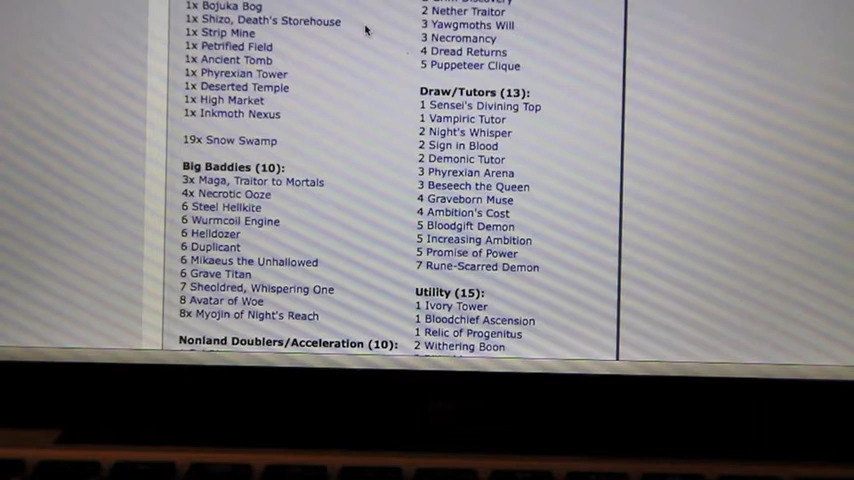 1x Bojuka Bog
1x Shizo, Death's Storehouse
1x Strip Mine
1x Petrified Field
1x Ancient Tomb
1x Phyrexian Tower
1x Deserted Temple
1x High Market
1x Inkmoth Nexus
19x Snow Swamp
Big Baddies (10):
3x Maga, Traitor to Mortals
4x Necrotic Ooze
6 Steel Hellkite
6 Wurmcoil Engine
6 Helldozer
6 Duplicant
6 Mikaeus the Unhallowed
6 Grave Titan
7 Sheoldred, Whispering One
8 Avatar of Woe
8x Myojin of Night's Reach
Nonland Doublers/Acceleration (10):
2 Nether Traitor
3 Yawgmoths Will
3 Necromancy
4 Dread Returns
5 Puppeteer Clique
Draw/Tutors (13):
1 Sensei's Divining Top
1 Vampiric Tutor
2 Night's Whisper
2 Sign in Blood
2 Demonic Tutor
3 Phyrexian Arena
3 Beseech the Queen
4 Graveborn Muse
4 Ambition's Cost
5 Bloodgift Demon
5 Increasing Ambition
5 Promise of Power
7 Rune-Scarred Demon
Utility (15):
1 Ivory Tower
1 Bloodchief Ascension
1 Relic of Progenitus
2 Withering Boon